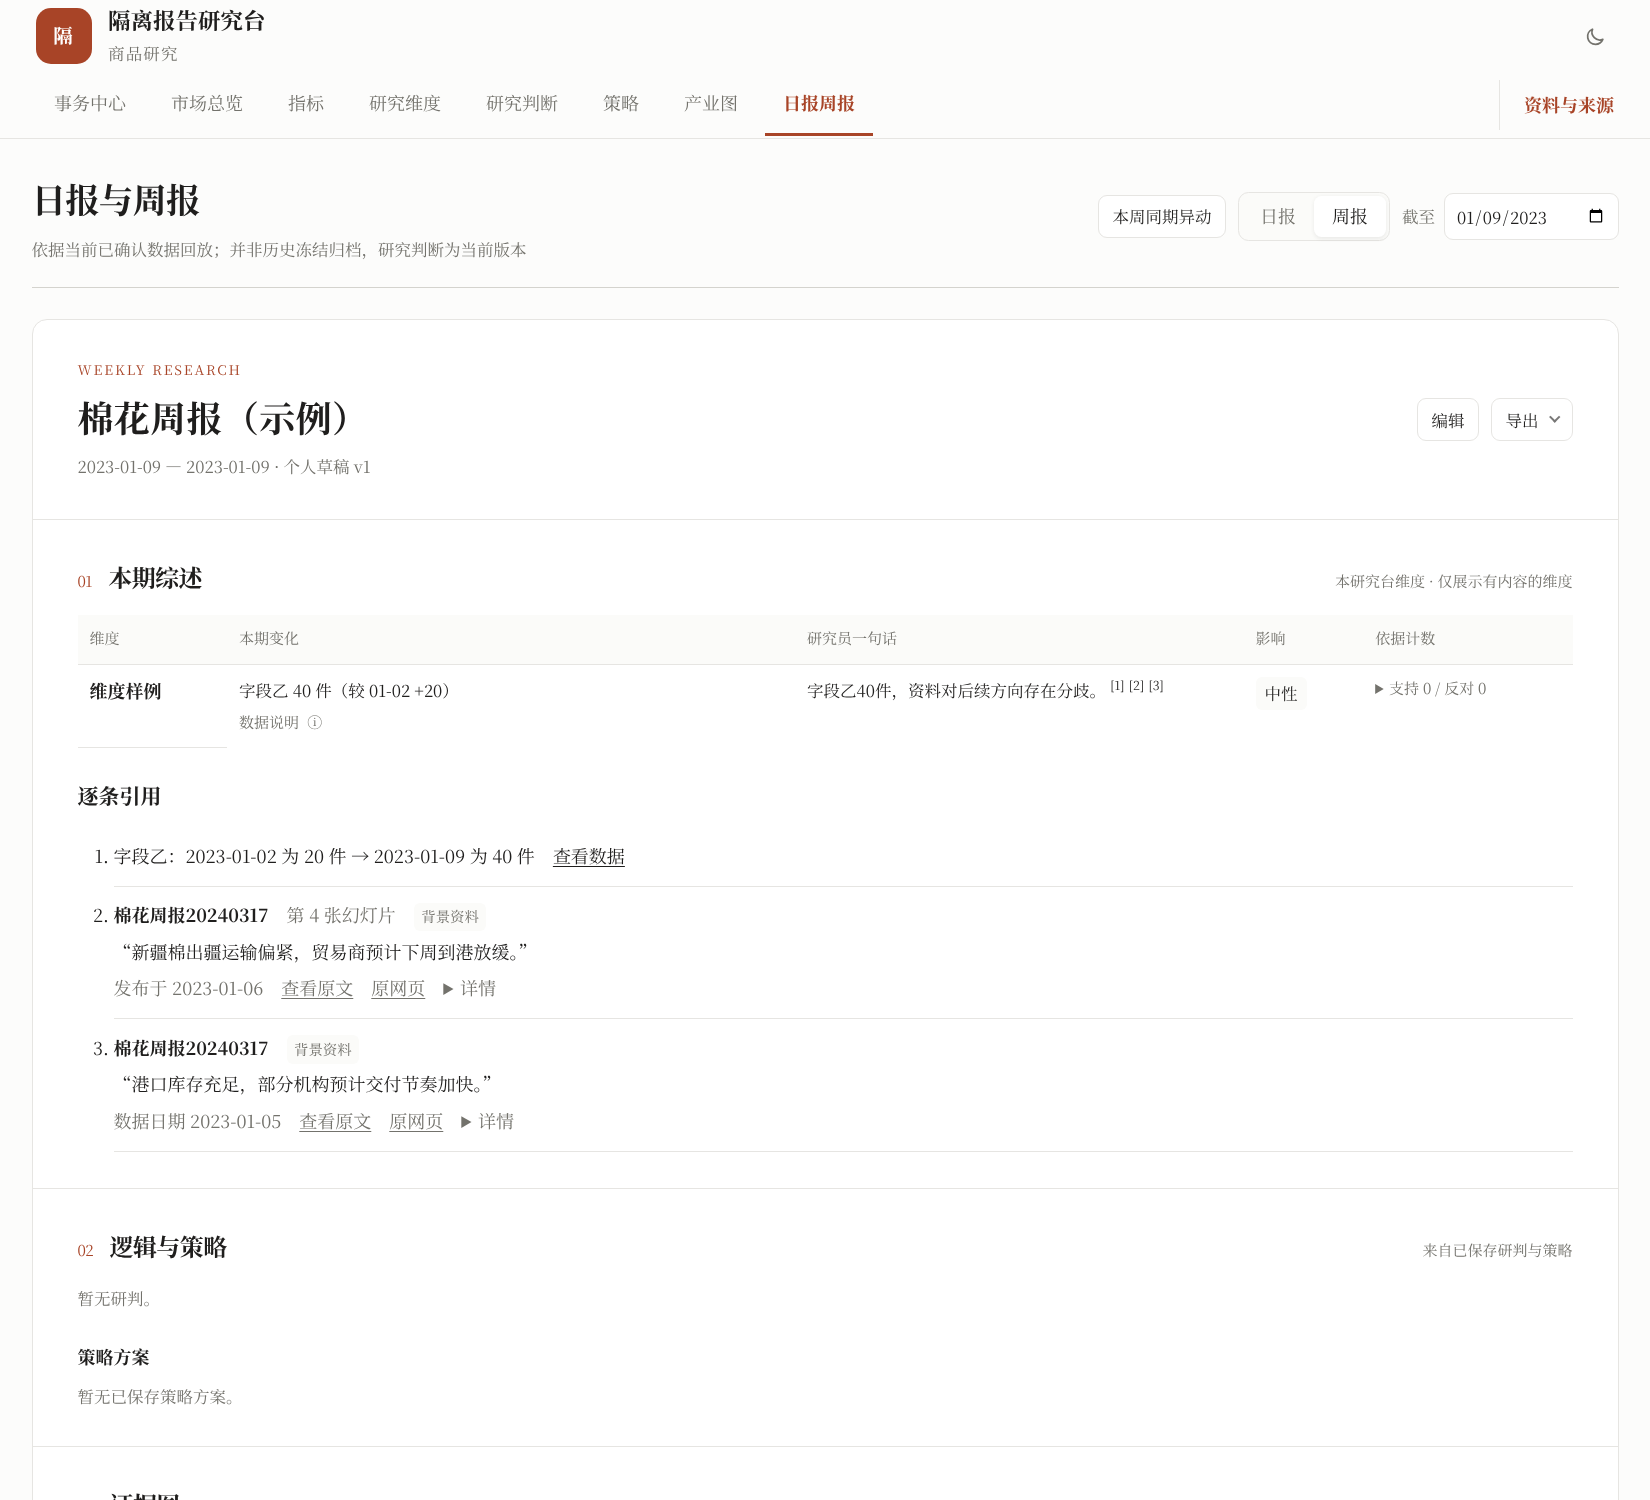 隔
隔离报告研究台
商品研究
事务中心 市场总览 指标 研究维度 研究判断 策略 产业图 日报周报 资料与来源
日报与周报
本周同期异动 日报 周报 截至 01/09/2023
依据当前已确认数据回放；并非历史冻结归档，研究判断为当前版本
WEEKLY RESEARCH
棉花周报（示例）
编辑 导出
2023-01-09 — 2023-01-09 · 个人草稿 v1
01 本期综述 本研究台维度 · 仅展示有内容的维度
维度 本期变化 研究员一句话 影响 依据计数
维度样例 字段乙 40 件（较 01-02 +20） 字段乙40件，资料对后续方向存在分歧。 [1] [2] [3] 中性 ▶ 支持 0 / 反对 0
数据说明 ⓘ
逐条引用
1. 字段乙：2023-01-02 为 20 件 → 2023-01-09 为 40 件 查看数据
2. 棉花周报20240317 第 4 张幻灯片 背景资料
“新疆棉出疆运输偏紧，贸易商预计下周到港放缓。”
发布于 2023-01-06 查看原文 原网页 ▶ 详情
3. 棉花周报20240317 背景资料
“港口库存充足，部分机构预计交付节奏加快。”
数据日期 2023-01-05 查看原文 原网页 ▶ 详情
02 逻辑与策略 来自已保存研判与策略
暂无研判。
策略方案
暂无已保存策略方案。